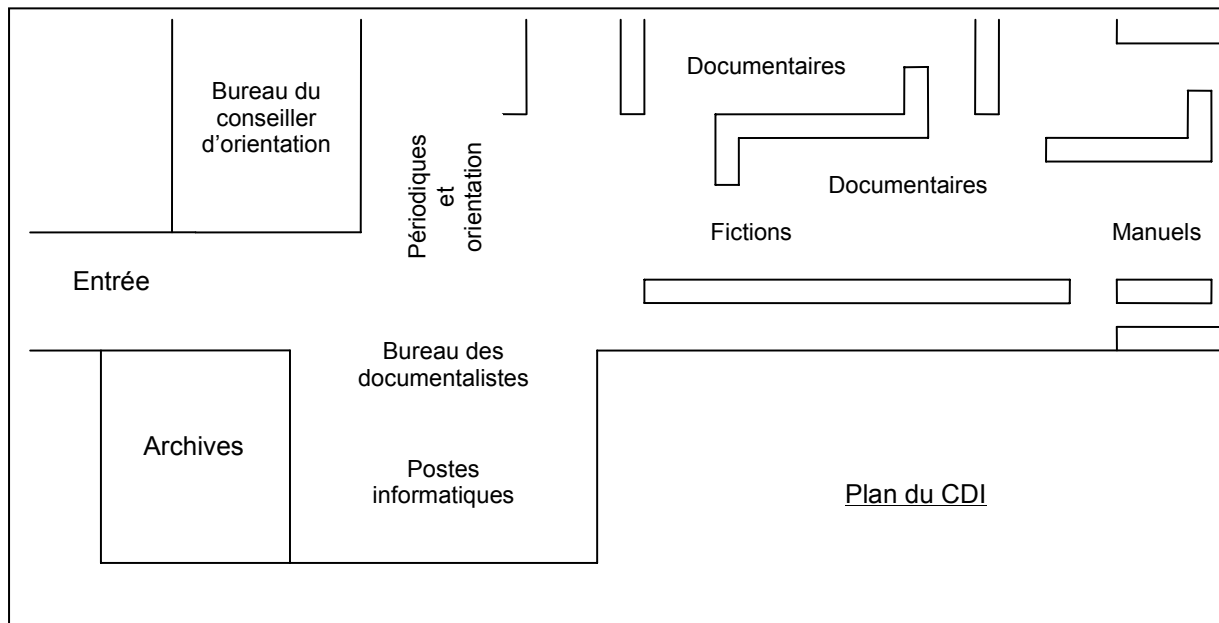 Documentaires
Bureau du
conseiller
d’orientation
Périodiques
et
orientation
Documentaires
Fictions
Manuels
Entrée
Bureau des
documentalistes
Archives
Postes
informatiques
Plan du CDI